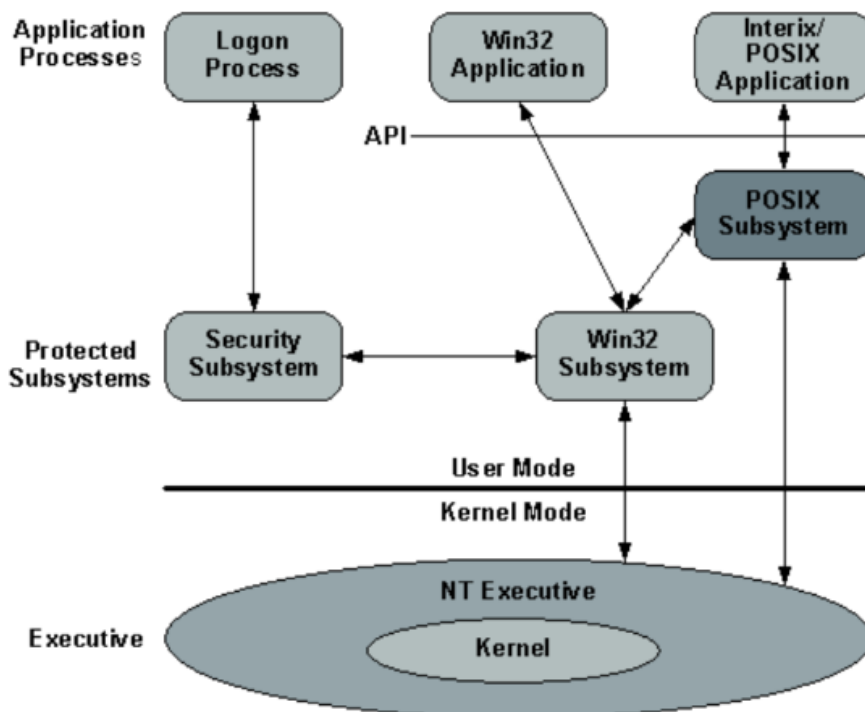 Application
Processes
Logon
Process
Win32
Application
Interix/
POSIX
Application
API
POSIX
Subsystem
Protected
Subsystems
Security
Subsystem
Win32
Subsystem
User Mode
Kernel Mode
NT Executive
Executive
Kernel